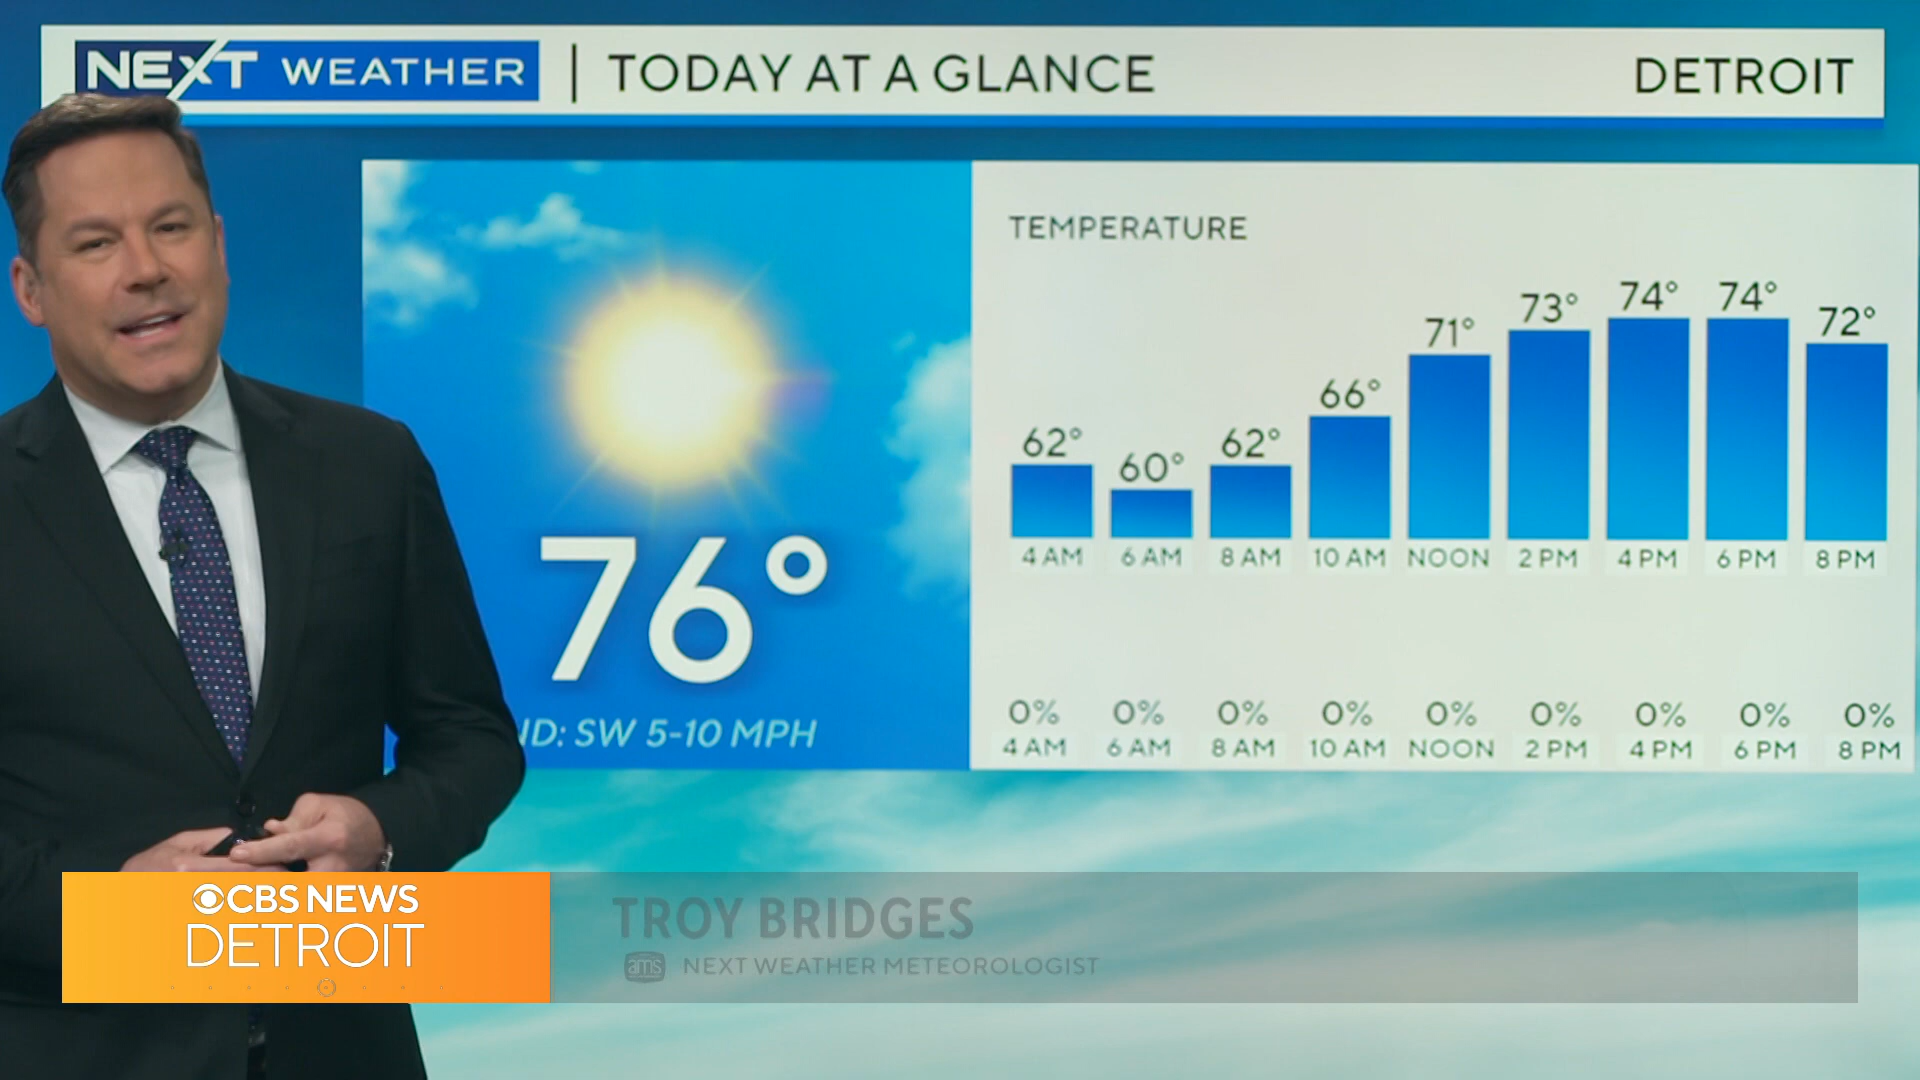 NEXT WEATHER | TODAY AT A GLANCE DETROIT
TEMPERATURE
62° 60° 62° 66° 71° 73° 74° 74° 72°
4 AM 6 AM 8 AM 10 AM NOON 2 PM 4 PM 6 PM 8 PM
76°
ND: SW 5-10 MPH
0% 0% 0% 0% 0% 0% 0% 0% 0%
4 AM 6 AM 8 AM 10 AM NOON 2 PM 4 PM 6 PM 8 PM
CBS NEWS
DETROIT
TROY BRIDGES
ams NEXT WEATHER METEOROLOGIST